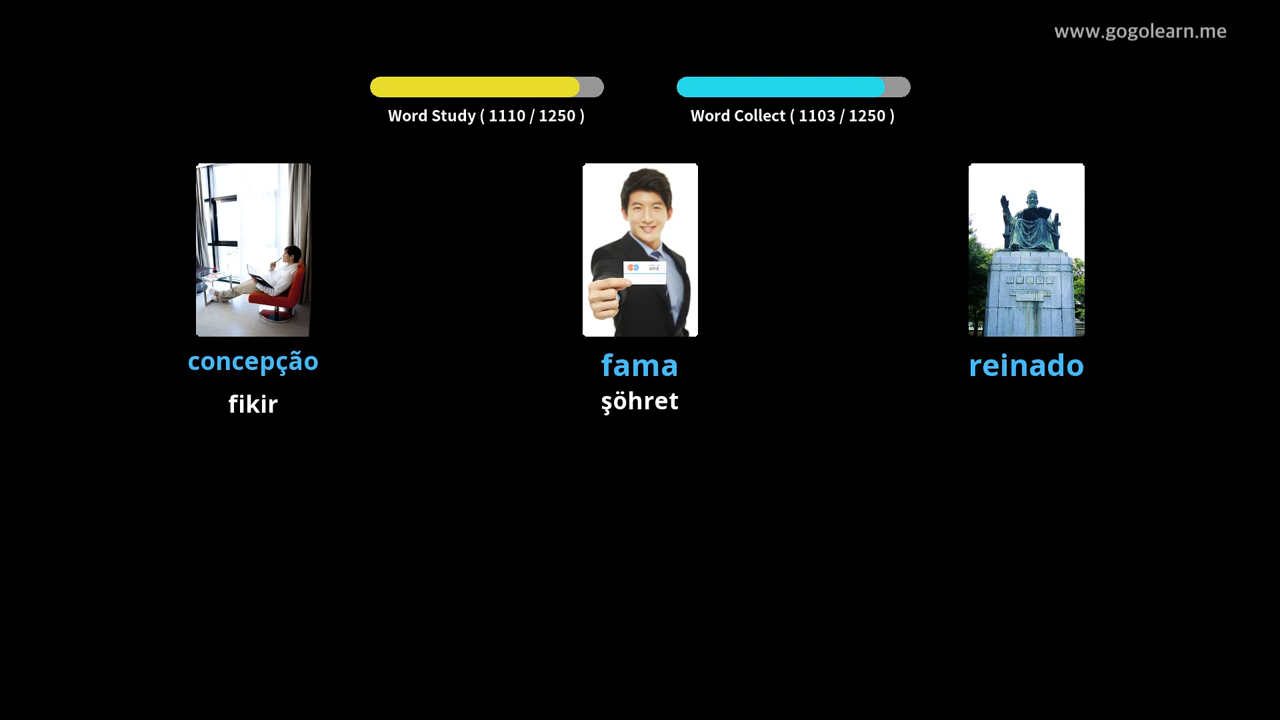 www.gogolearn.me
Word Study ( 1110 / 1250 )
Word Collect ( 1103 / 1250 )
concepção
fikir
fama
şöhret
reinado